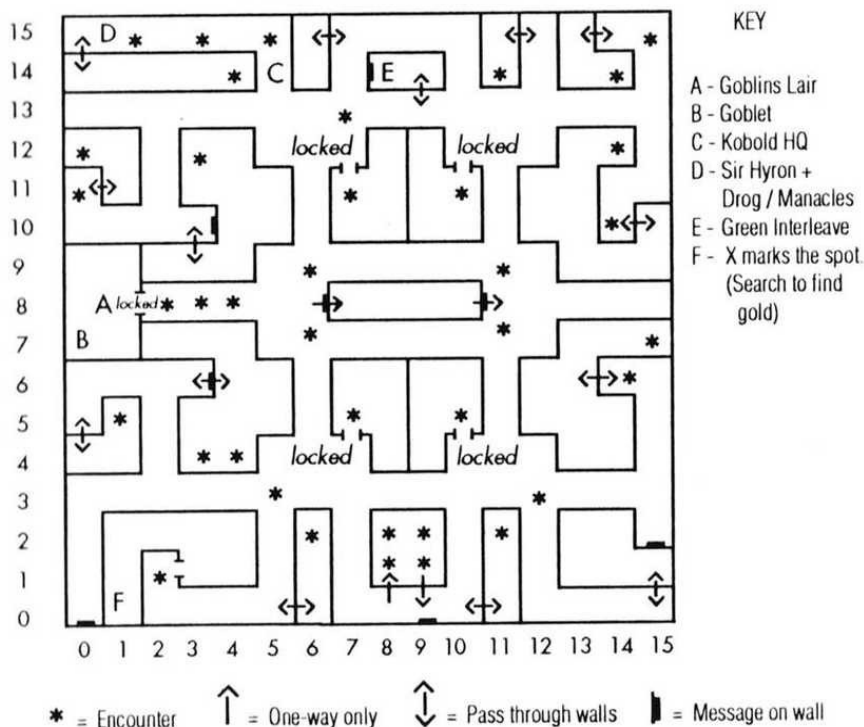 15 D KEY
14 C E
A - Goblins Lair
13
B - Goblet
locked locked
C - Kobold HQ
12
D - Sir Hyron +
11
Drog / Manacles
10
E - Green Interleave
9
F - X marks the spot.
(Search to find
gold)
8 A locked
7 B
6
5
locked locked
4
3
2
1 F
0
0 1 2 3 4 5 6 7 8 9 10 11 12 13 14 15
* = Encounter = One-way only = Pass through walls = Message on wall